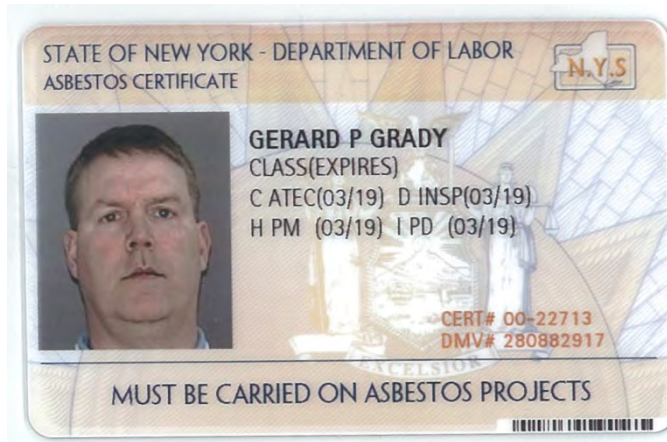 STATE OF NEW YORK - DEPARTMENT OF LABOR
ASBESTOS CERTIFICATE
N.Y.S
GERARD P GRADY
CLASS(EXPIRES)
C ATEC(03/19) D INSP(03/19)
H PM (03/19) I PD (03/19)
CERT# 00-22713
DMV# 280882917
EXCELSIOR
MUST BE CARRIED ON ASBESTOS PROJECTS